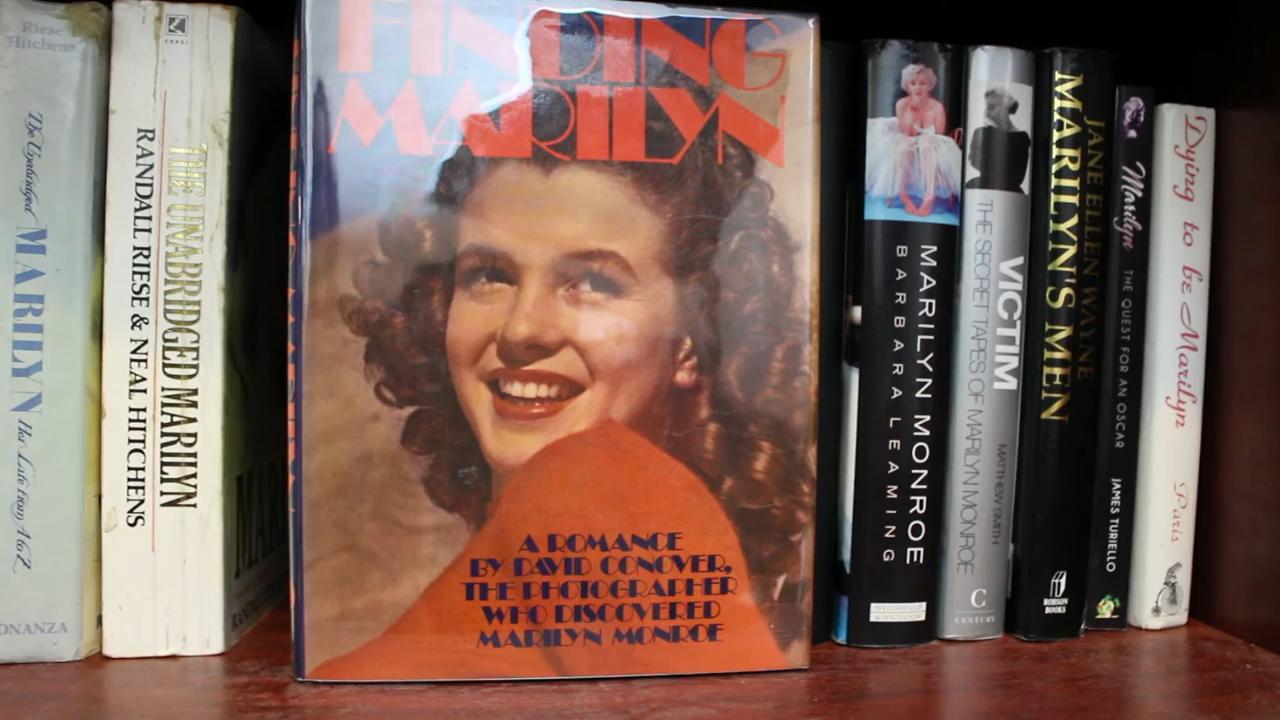 Riese
Hitchens
The Unabridged MARILYN Her Life from A to Z
BONANZA
CORGI
THE UNABRIDGED MARILYN
RANDALL RIESE & NEAL HITCHENS
FINDING
MARILYN
A ROMANCE
BY DAVID CONOVER,
THE PHOTOGRAPHER
WHO DISCOVERED
MARILYN MONROE
MARILYN MONROE
BARBARA LEAMING
VICTIM
THE SECRET TAPES OF MARILYN MONROE
MATTHEW SMITH
C
CENTURY
JANE ELLEN WAYNE
MARILYN'S MEN
ROBSON
BOOKS
Marilyn THE QUEST FOR AN OSCAR JAMES TURIELLO
Dying to be Marilyn Paris